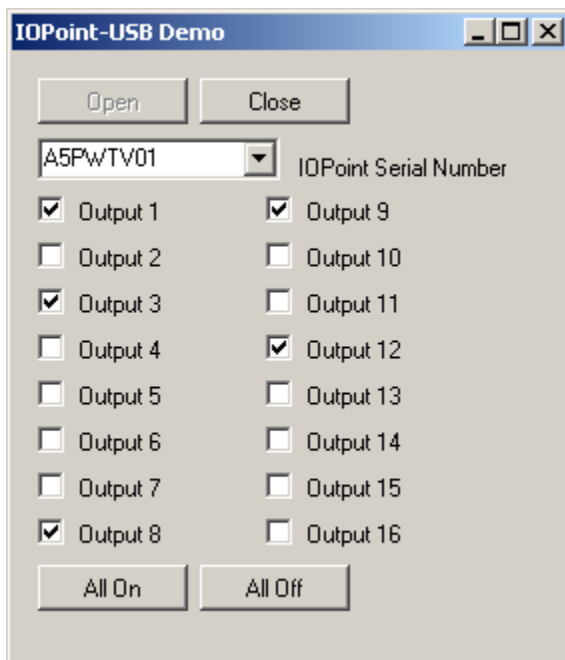 IOPoint-USB Demo
Open Close
A5PWTV01 IOPoint Serial Number
Output 1 Output 9
Output 2 Output 10
Output 3 Output 11
Output 4 Output 12
Output 5 Output 13
Output 6 Output 14
Output 7 Output 15
Output 8 Output 16
All On All Off